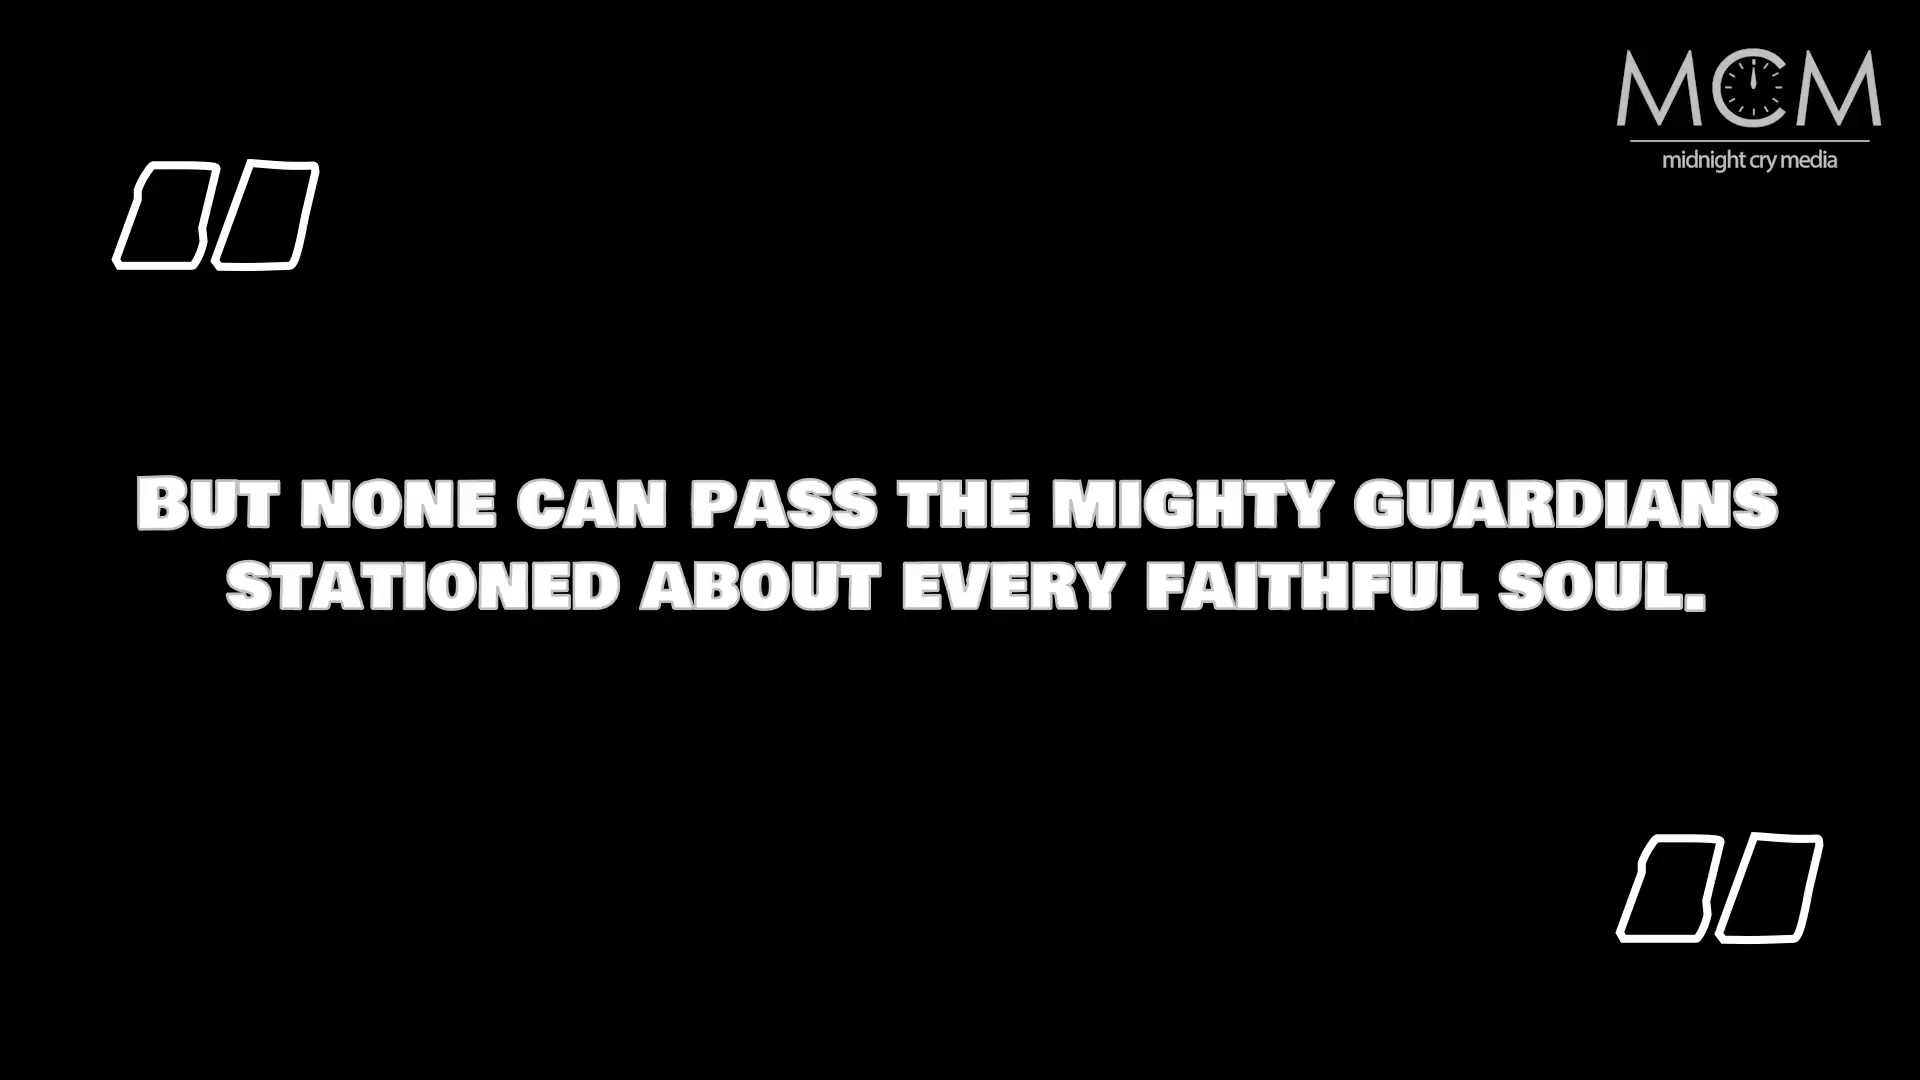 MCM
midnight cry media
But none can pass the mighty guardians
stationed about every faithful soul.